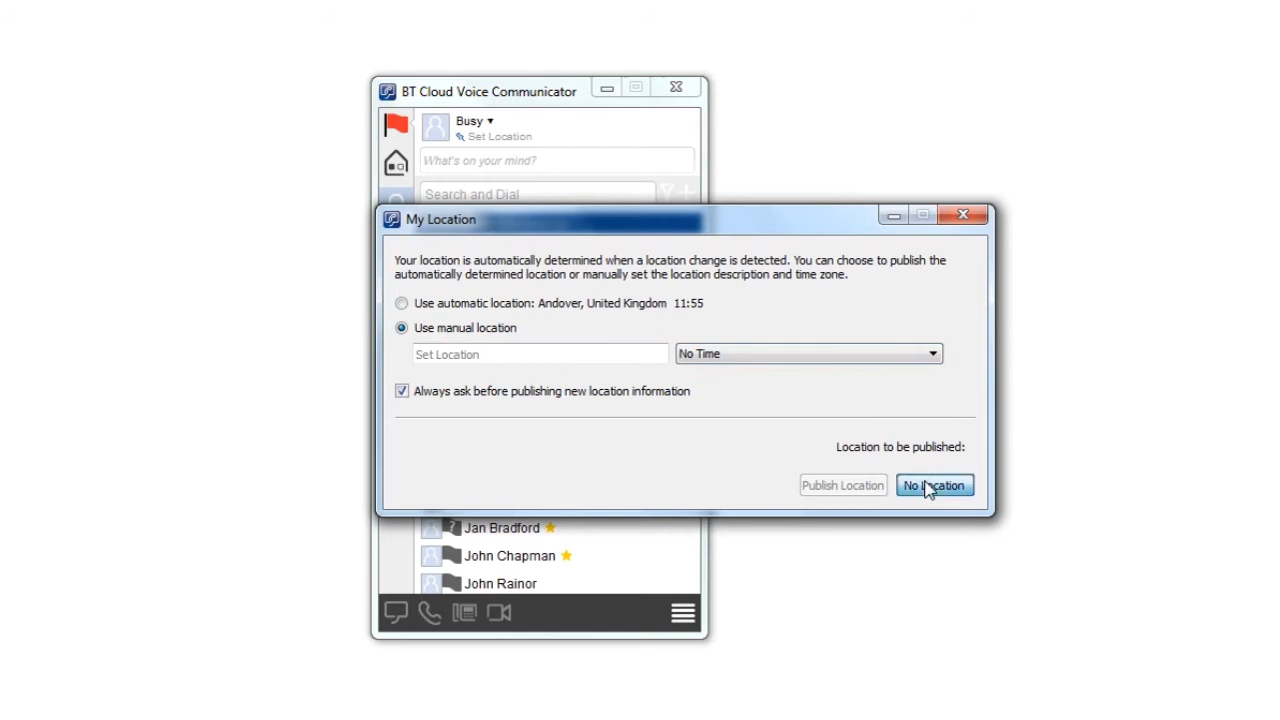 BT Cloud Voice Communicator
Busy
Set Location
What's on your mind?
Search and Dial
My Location
Your location is automatically determined when a location change is detected. You can choose to publish the
automatically determined location or manually set the location description and time zone.
Use automatic location: Andover, United Kingdom 11:55
Use manual location
Set Location No Time
Always ask before publishing new location information
Location to be published:
Publish Location No Location
Jan Bradford
John Chapman
John Rainor